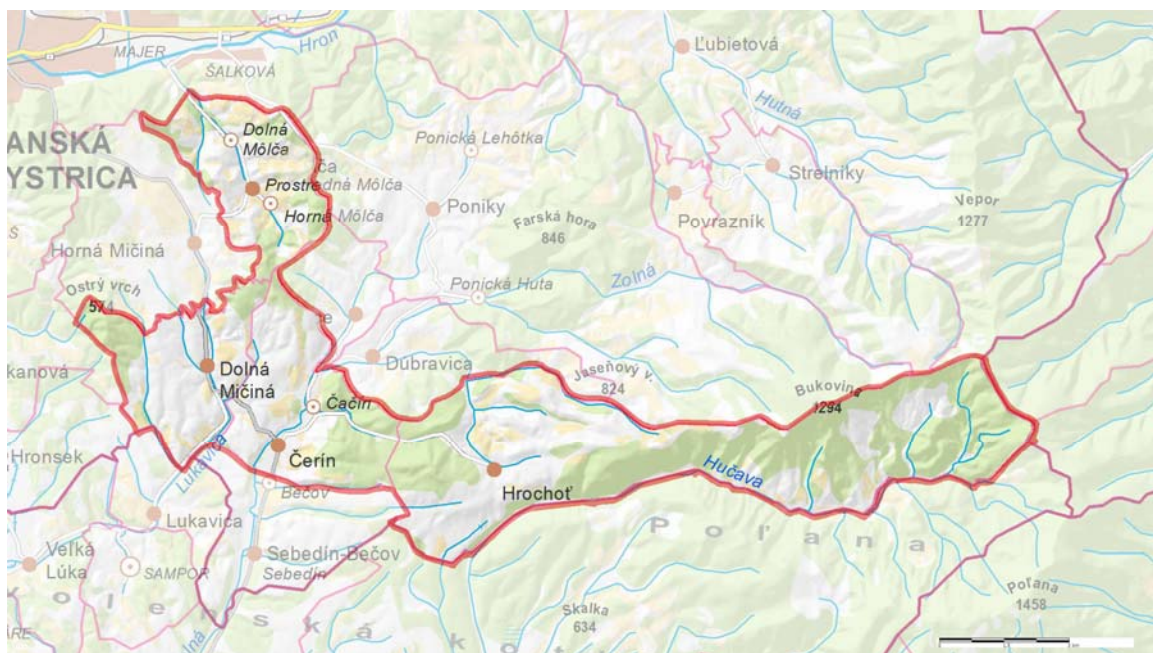 MAJER
Hron
ŠALKOVÁ
Ľubietová
Hutná
ANSKÁ
YSTRICA
Dolná
Môlča
Ponická Lehôtka
Strelníky
Prostredná Môlča
Horná Môlča
Poniky
Povrazník
Vepor
1277
Farská hora
846
Horná Mičiná
Zolná
Ostrý vrch
574
Ponická Huta
kanová
Dolná
Mičiná
Dúbravica
Jaseňový v.
824
Bukovina
1294
Čačín
Hronsek
Lukavica
Čerín
Hučava
Hrochoť
Bečov
Lukavica
Poľana
Veľká
Lúka
SAMPOR
Sebedín-Bečov
Sebedín
Poľana
1458
Skalka
634